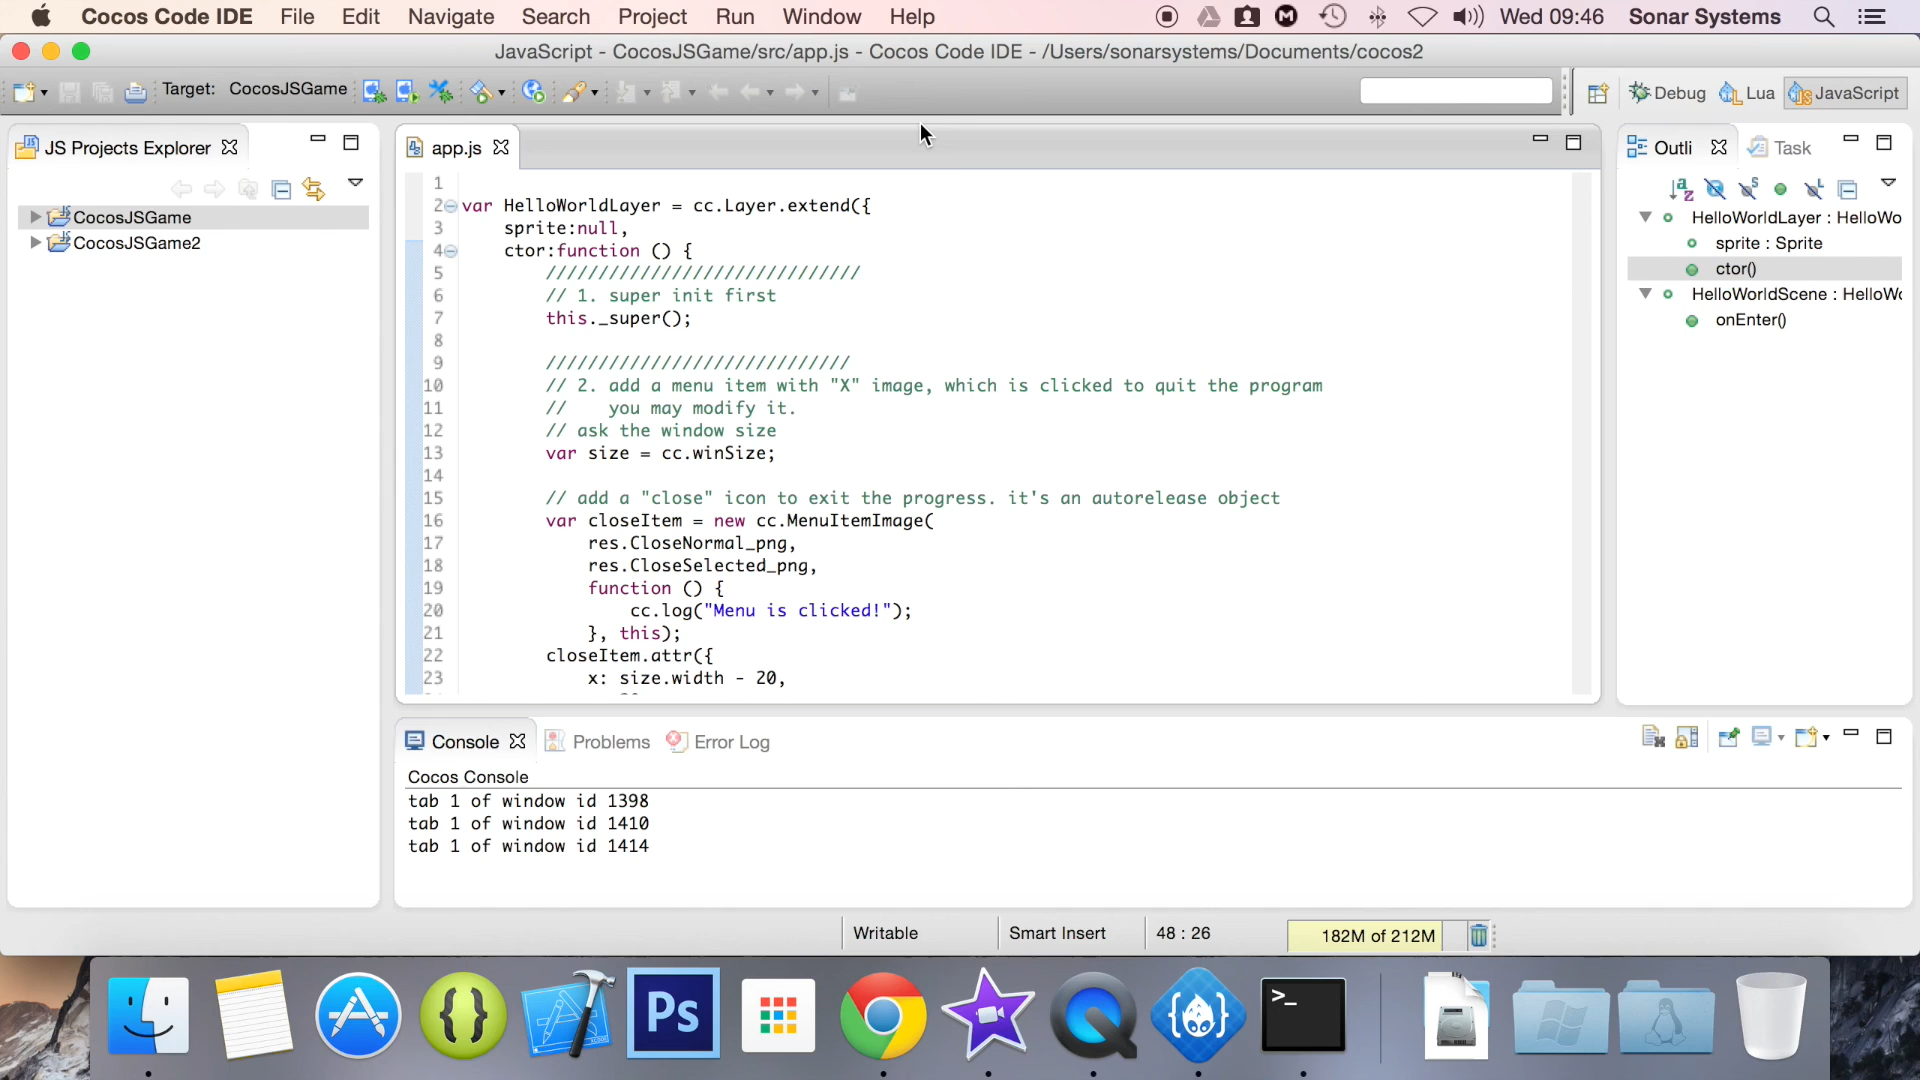 Cocos Code IDE File Edit Navigate Search Project Run Window Help Wed 09:46 Sonar Systems
JavaScript - CocosJSGame/src/app.js - Cocos Code IDE - /Users/sonarsystems/Documents/cocos2
Target: CocosJSGame Debug Lua JavaScript
JS Projects Explorer
CocosJSGame
CocosJSGame2
app.js
1
2 var HelloWorldLayer = cc.Layer.extend({
3 sprite:null,
4 ctor:function () {
5 //////////////////////////////
6 // 1. super init first
7 this._super();
8
9 /////////////////////////////
10 // 2. add a menu item with "X" image, which is clicked to quit the program
11 // you may modify it.
12 // ask the window size
13 var size = cc.winSize;
14
15 // add a "close" icon to exit the progress. it's an autorelease object
16 var closeItem = new cc.MenuItemImage(
17 res.CloseNormal_png,
18 res.CloseSelected_png,
19 function () {
20 cc.log("Menu is clicked!");
21 }, this);
22 closeItem.attr({
23 x: size.width - 20,
Outli Task
HelloWorldLayer : HelloWo
sprite : Sprite
ctor()
HelloWorldScene : HelloWo
onEnter()
Console Problems Error Log
Cocos Console
tab 1 of window id 1398
tab 1 of window id 1410
tab 1 of window id 1414
Writable Smart Insert 48 : 26 182M of 212M
Ps